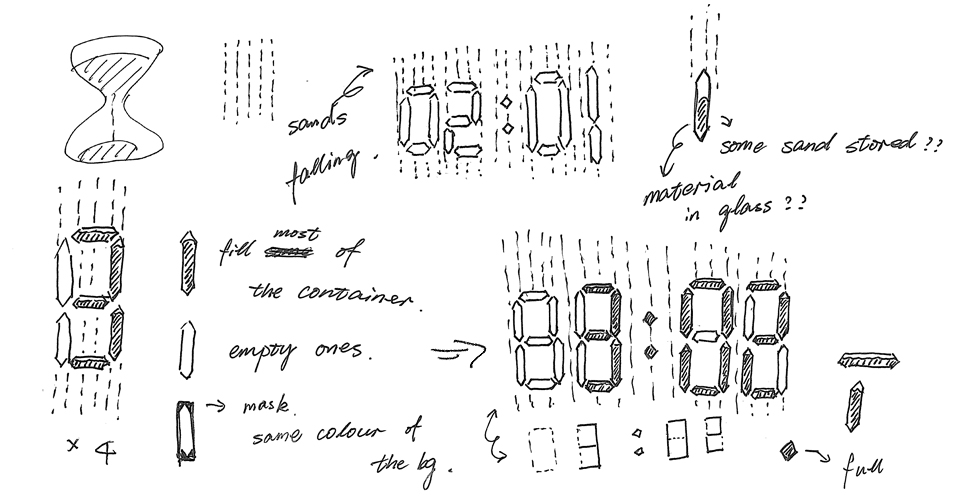 sands
falling.
02:01
some sand stored??
material
in glass??
fill most of
the container.
empty ones.
mask.
same colour of
the bg.
× 4
full